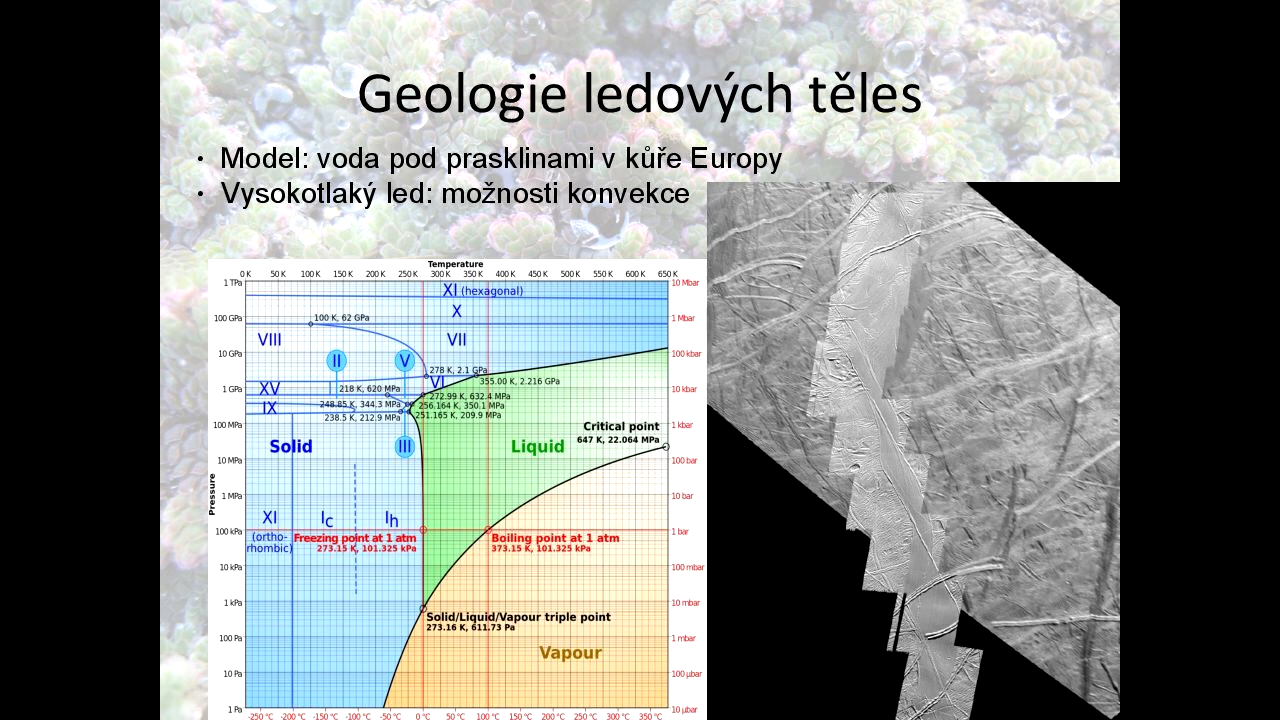 Geologie ledových těles
• Model: voda pod prasklinami v kůře Europy
• Vysokotlaký led: možnosti konvekce
Temperature
0 K 50 K 100 K 150 K 200 K 250 K 300 K 350 K 400 K 450 K 500 K 550 K 600 K 650 K
1 TPa 10 Mbar
XI (hexagonal)
X
100 GPa 100 K, 62 GPa 1 Mbar
VIII VII
10 GPa II V 100 kbar
278 K, 2.1 GPa
VI 355.00 K, 2.216 GPa
1 GPa XV 218 K, 620 MPa 10 kbar
272.99 K, 632.4 MPa
IX 248.85 K, 344.3 MPa 256.164 K, 350.1 MPa
238.5 K, 212.9 MPa 251.165 K, 209.9 MPa
100 MPa 1 kbar
Critical point
647 K, 22.064 MPa
Solid III Liquid
10 MPa 100 bar
Pressure
1 MPa 10 bar
XI Ic Ih
100 kPa 1 bar
(ortho-
rhombic)
Freezing point at 1 atm
273.15 K, 101.325 kPa
Boiling point at 1 atm
373.15 K, 101.325 kPa
10 kPa 100 mbar
1 kPa 10 mbar
Solid/Liquid/Vapour triple point
273.16 K, 611.73 Pa
100 Pa 1 mbar
Vapour
10 Pa 100 µbar
1 Pa 10 µbar
-250 °C -200 °C -150 °C -100 °C -50 °C 0 °C 50 °C 100 °C 150 °C 200 °C 250 °C 300 °C 350 °C